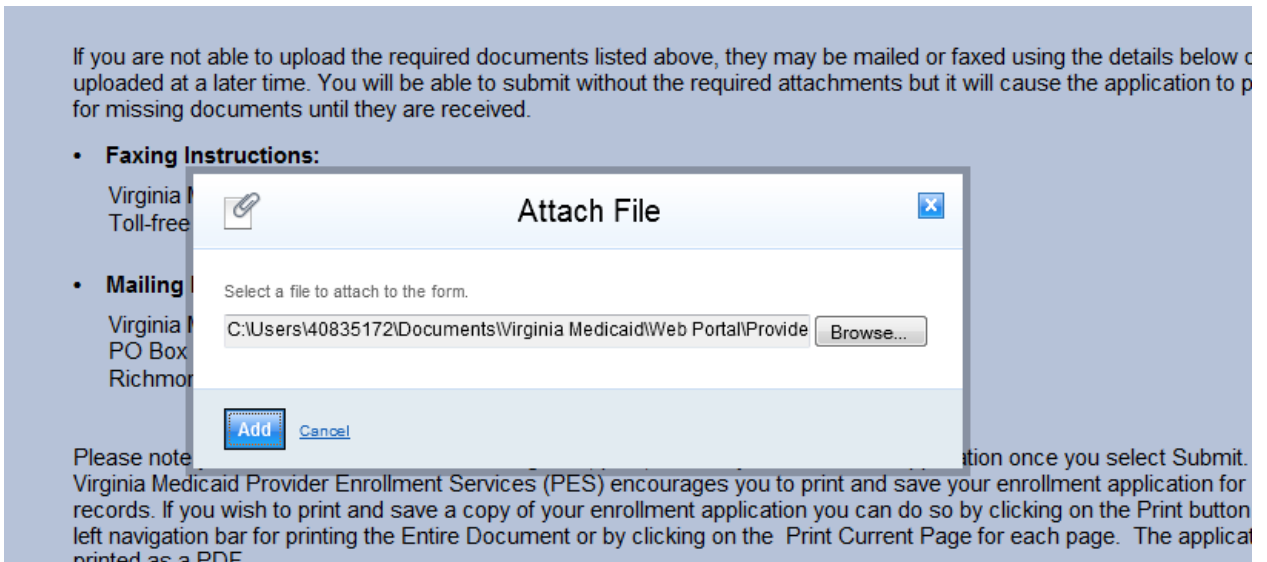 If you are not able to upload the required documents listed above, they may be mailed or faxed using the details below
uploaded at a later time. You will be able to submit without the required attachments but it will cause the application to
for missing documents until they are received.
• Faxing Instructions:
Virginia
Toll-free
Attach File
• Mailing
Select a file to attach to the form.
Virginia
C:\Users\40835172\Documents\Virginia Medicaid\Web Portal\Provide
Browse...
PO Box
Add
Cancel
Please note
once you select Submit.
Virginia Medicaid Provider Enrollment Services (PES) encourages you to print and save your enrollment application for
records. If you wish to print and save a copy of your enrollment application you can do so by clicking on the Print button
left navigation bar for printing the Entire Document or by clicking on the Print Current Page for each page. The
printed as a PDF